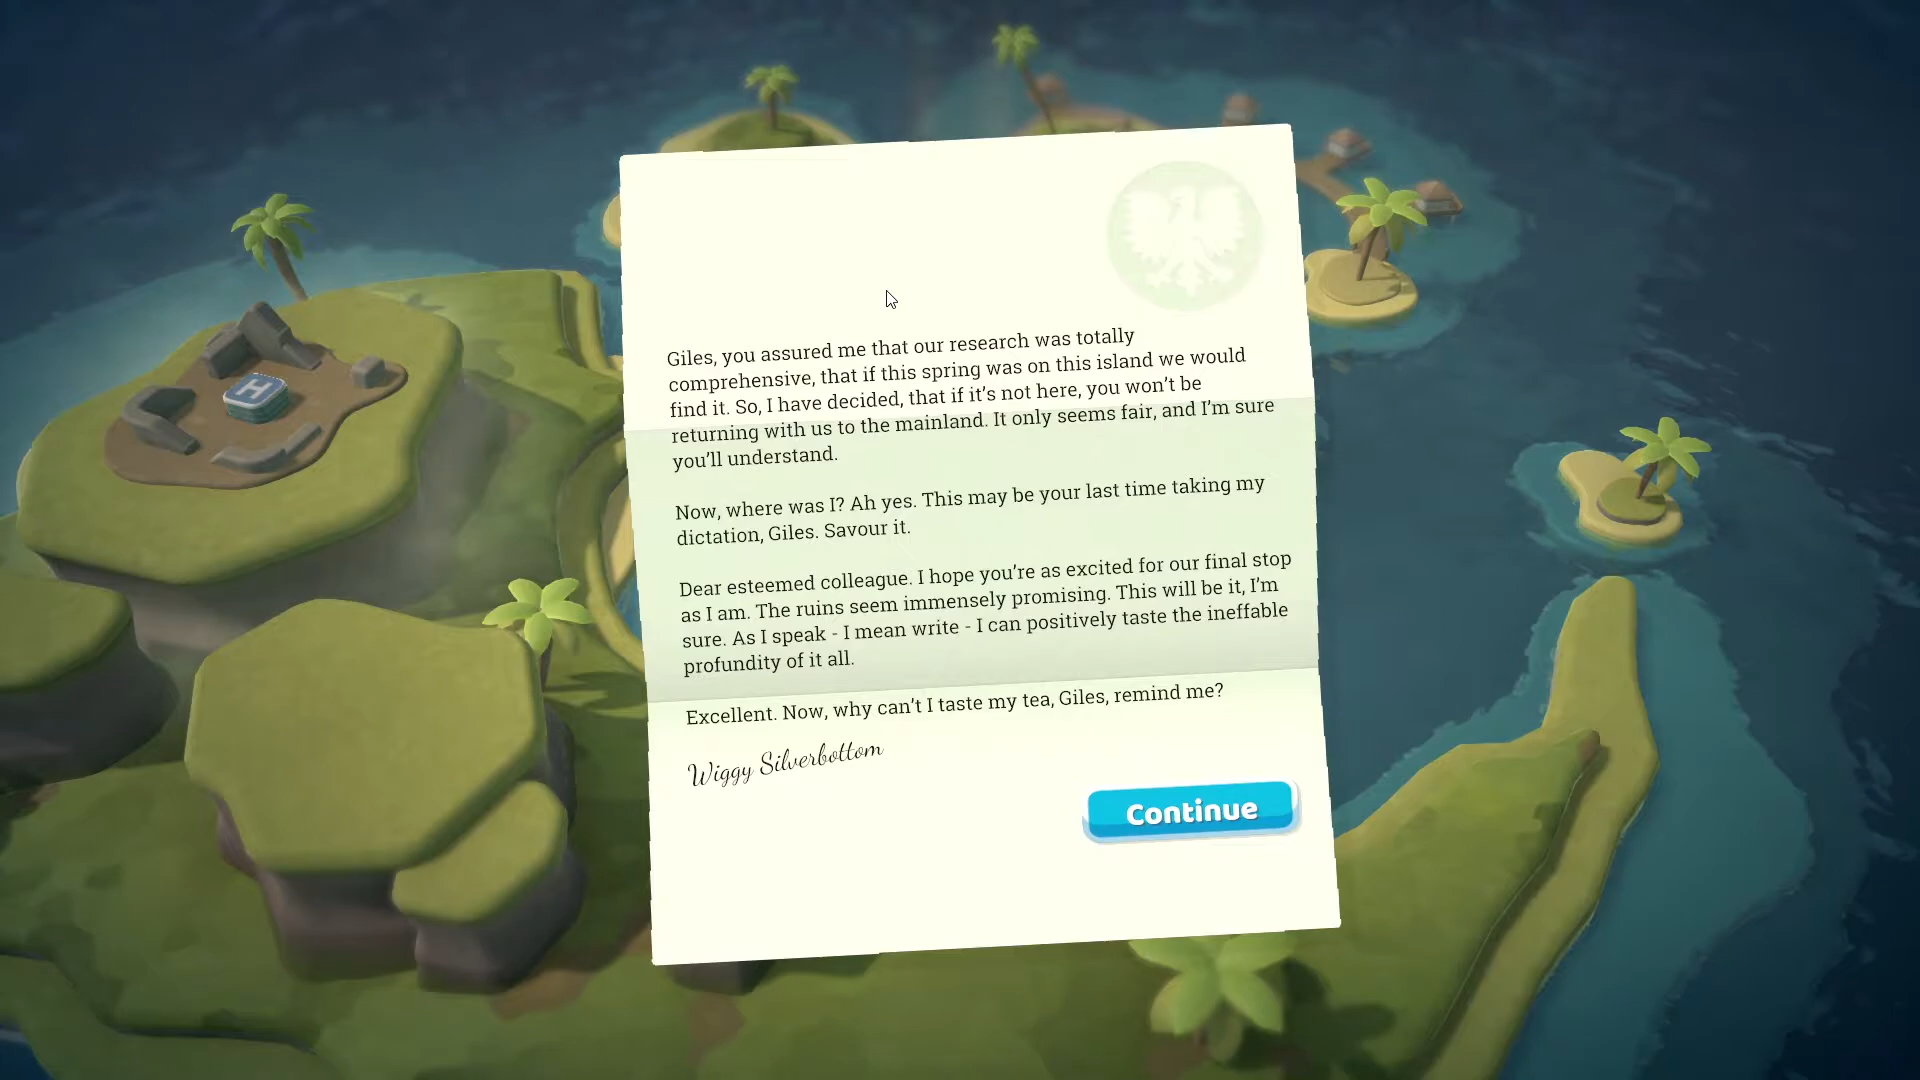 Giles, you assured me that our research was totally
comprehensive, that if this spring was on this island we would
find it. So, I have decided, that if it's not here, you won't be
returning with us to the mainland. It only seems fair, and I'm sure
you'll understand.
Now, where was I? Ah yes. This may be your last time taking my
dictation, Giles. Savour it.
Dear esteemed colleague. I hope you're as excited for our final stop
as I am. The ruins seem immensely promising. This will be it, I'm
sure. As I speak - I mean write - I can positively taste the ineffable
profundity of it all.
Excellent. Now, why can't I taste my tea, Giles, remind me?
Wiggy Silverbottom
Continue
H